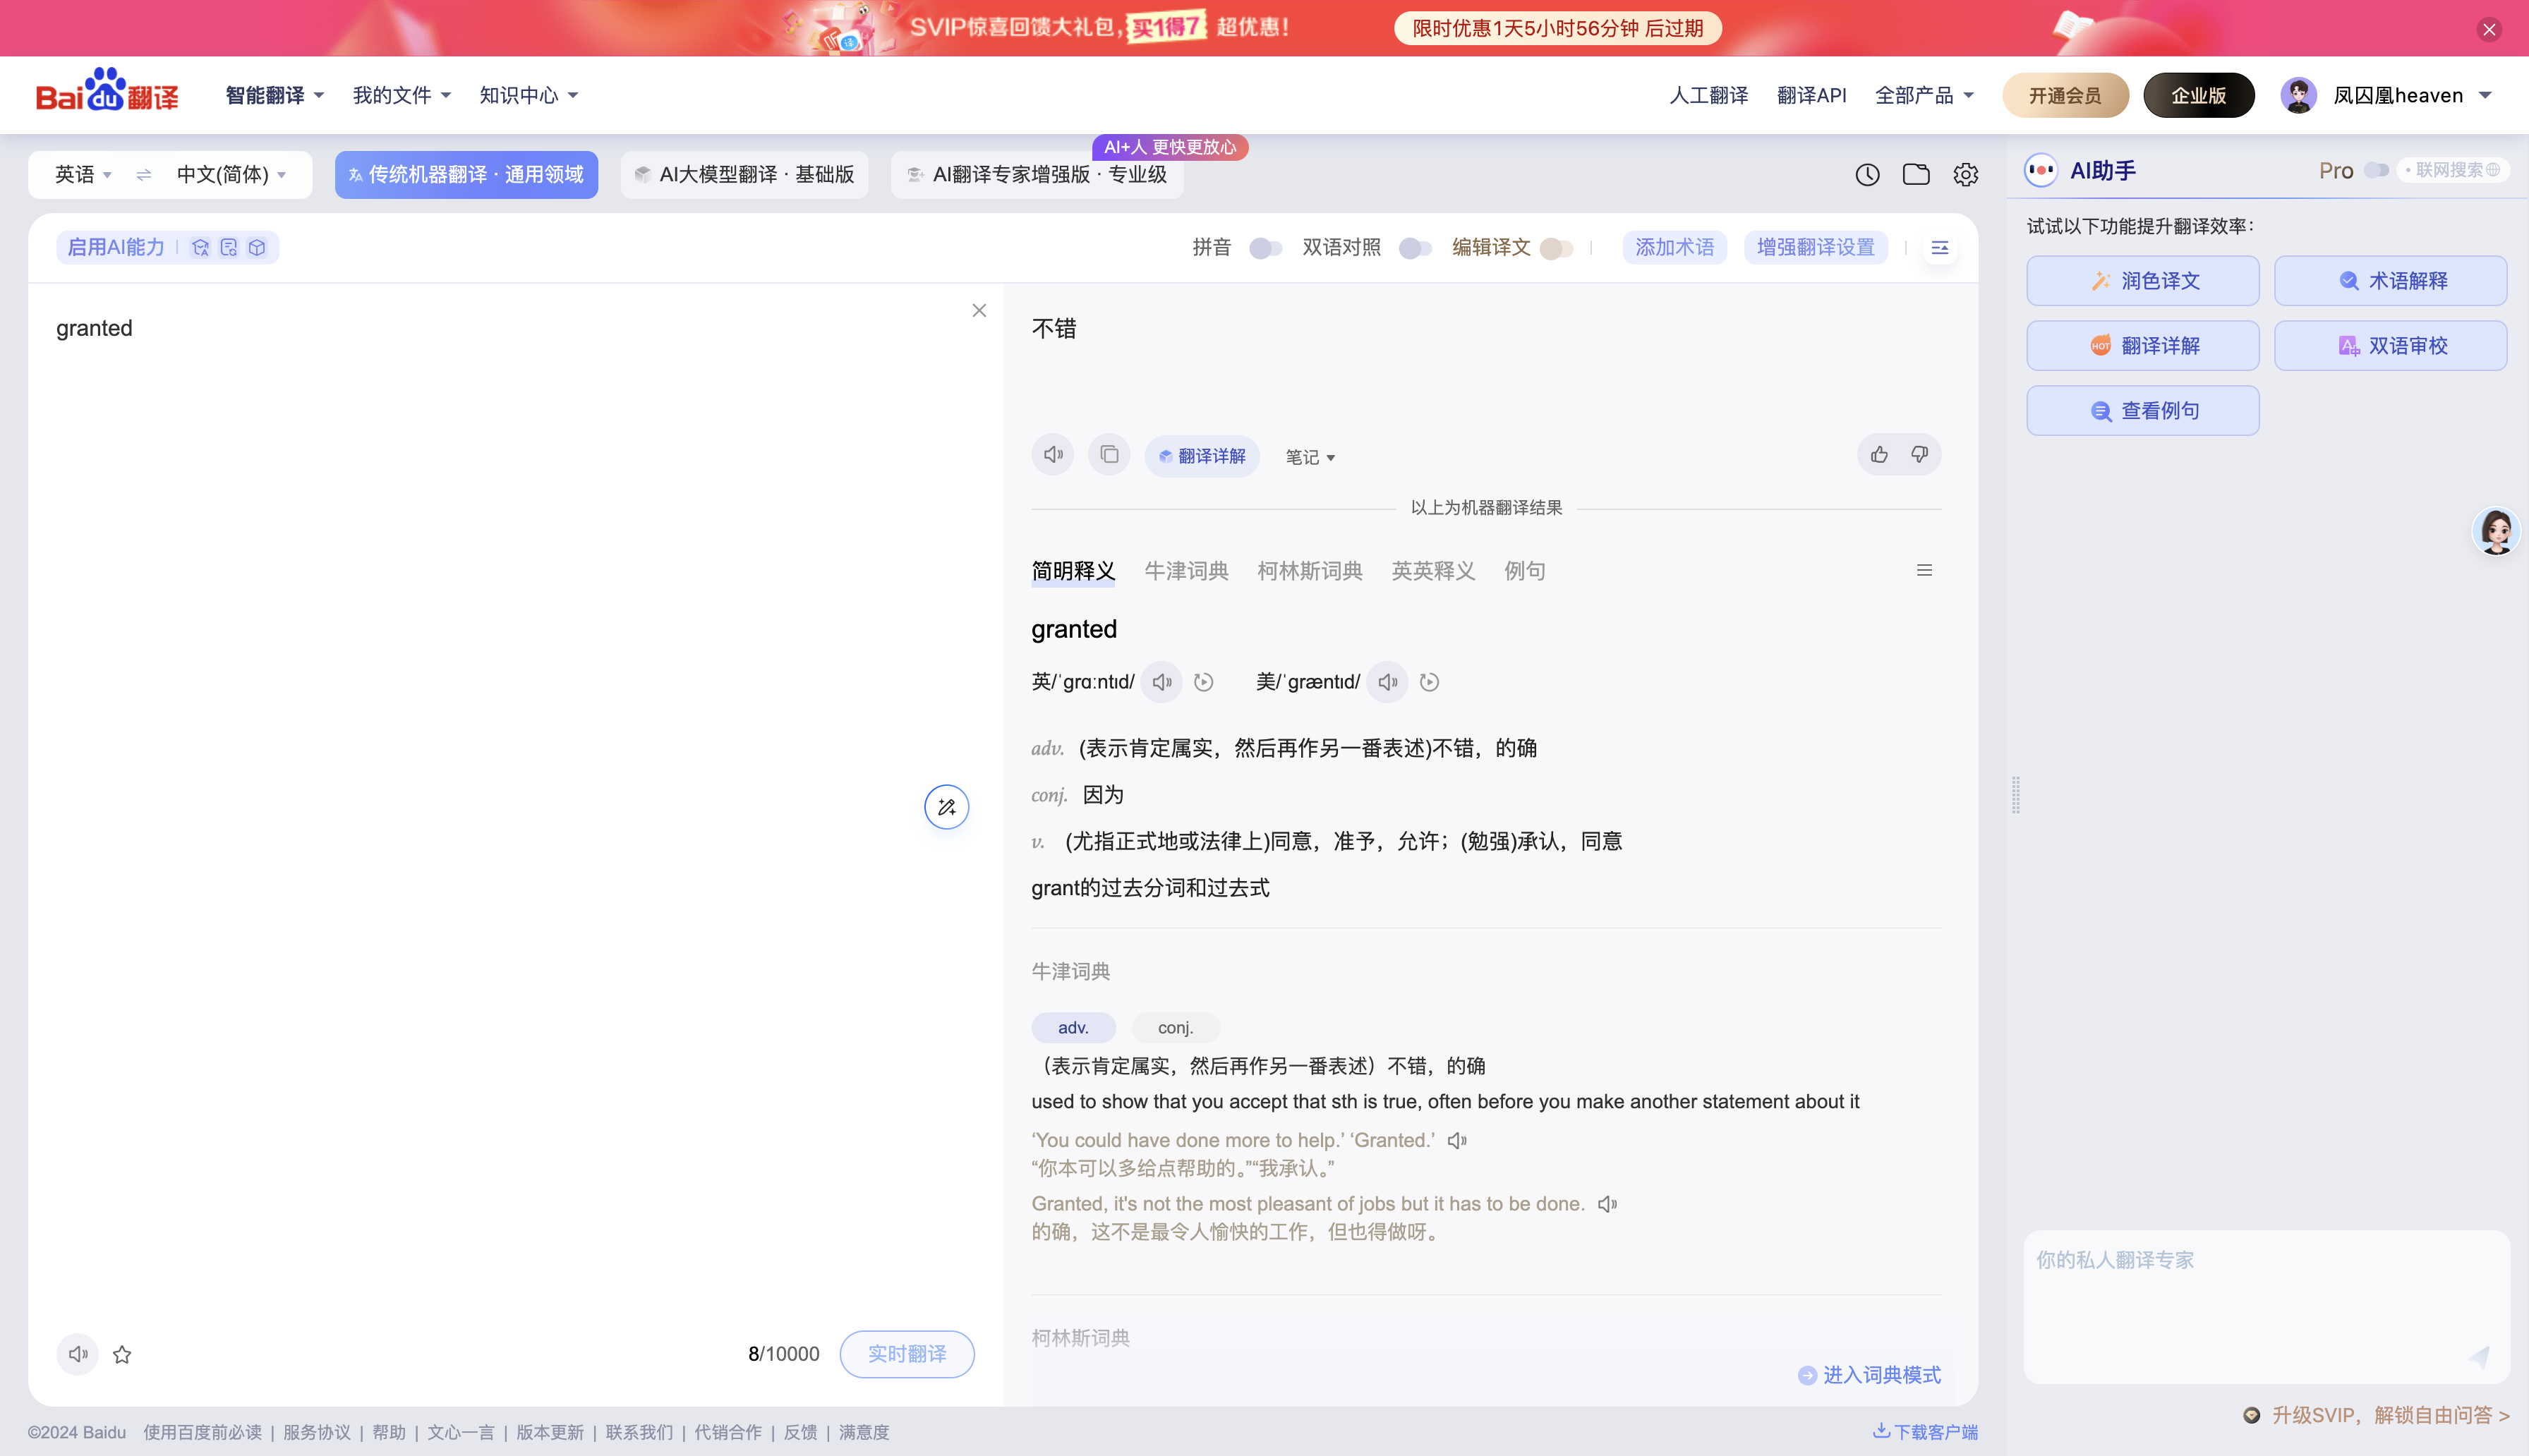 SVIP惊喜回馈大礼包,买1得7 超优惠!
限时优惠1天5小时56分钟 后过期
Bai du 翻译
智能翻译
我的文件
知识中心
人工翻译
翻译API
全部产品
开通会员
企业版
凤囚凰heaven
英语
中文(简体)
传统机器翻译 · 通用领域
AI大模型翻译 · 基础版
AI+人 更快更放心
AI翻译专家增强版 · 专业级
AI助手
Pro
联网搜索
启用AI能力
拼音
双语对照
编辑译文
添加术语
增强翻译设置
试试以下功能提升翻译效率:
润色译文
术语解释
HOT 翻译详解
双语审校
查看例句
granted
不错
翻译详解
笔记
以上为机器翻译结果
简明释义
牛津词典
柯林斯词典
英英释义
例句
granted
英/ˈɡrɑːntɪd/
美/ˈɡræntɪd/
adv. (表示肯定属实，然后再作另一番表述)不错，的确
conj. 因为
v. (尤指正式地或法律上)同意，准予，允许；(勉强)承认，同意
grant的过去分词和过去式
牛津词典
adv.
conj.
（表示肯定属实，然后再作另一番表述）不错，的确
used to show that you accept that sth is true, often before you make another statement about it
‘You could have done more to help.’ ‘Granted.’
“你本可以多给点帮助的。”“我承认。”
Granted, it's not the most pleasant of jobs but it has to be done.
的确，这不是最令人愉快的工作，但也得做呀。
柯林斯词典
进入词典模式
8/10000
实时翻译
你的私人翻译专家
升级SVIP，解锁自由问答 >
©2024 Baidu 使用百度前必读 | 服务协议 | 帮助 | 文心一言 | 版本更新 | 联系我们 | 代销合作 | 反馈 | 满意度
下载客户端